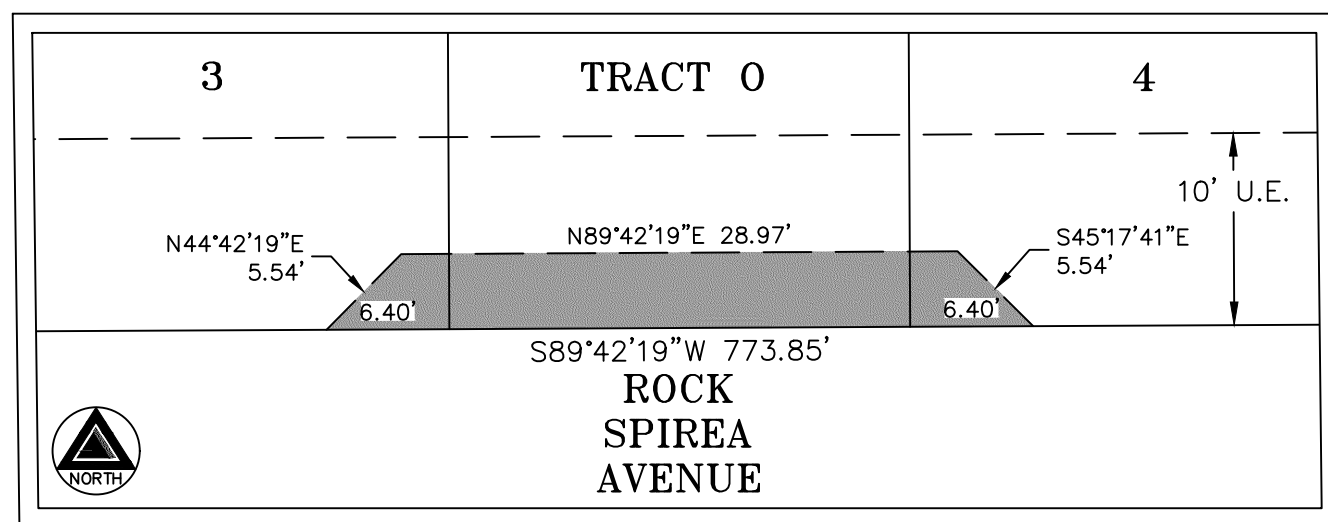 3
TRACT O
4
10' U.E.
N44°42'19"E
5.54'
N89°42'19"E 28.97'
S45°17'41"E
5.54'
6.40'
6.40'
S89°42'19"W 773.85'
ROCK
SPIREA
AVENUE
NORTH